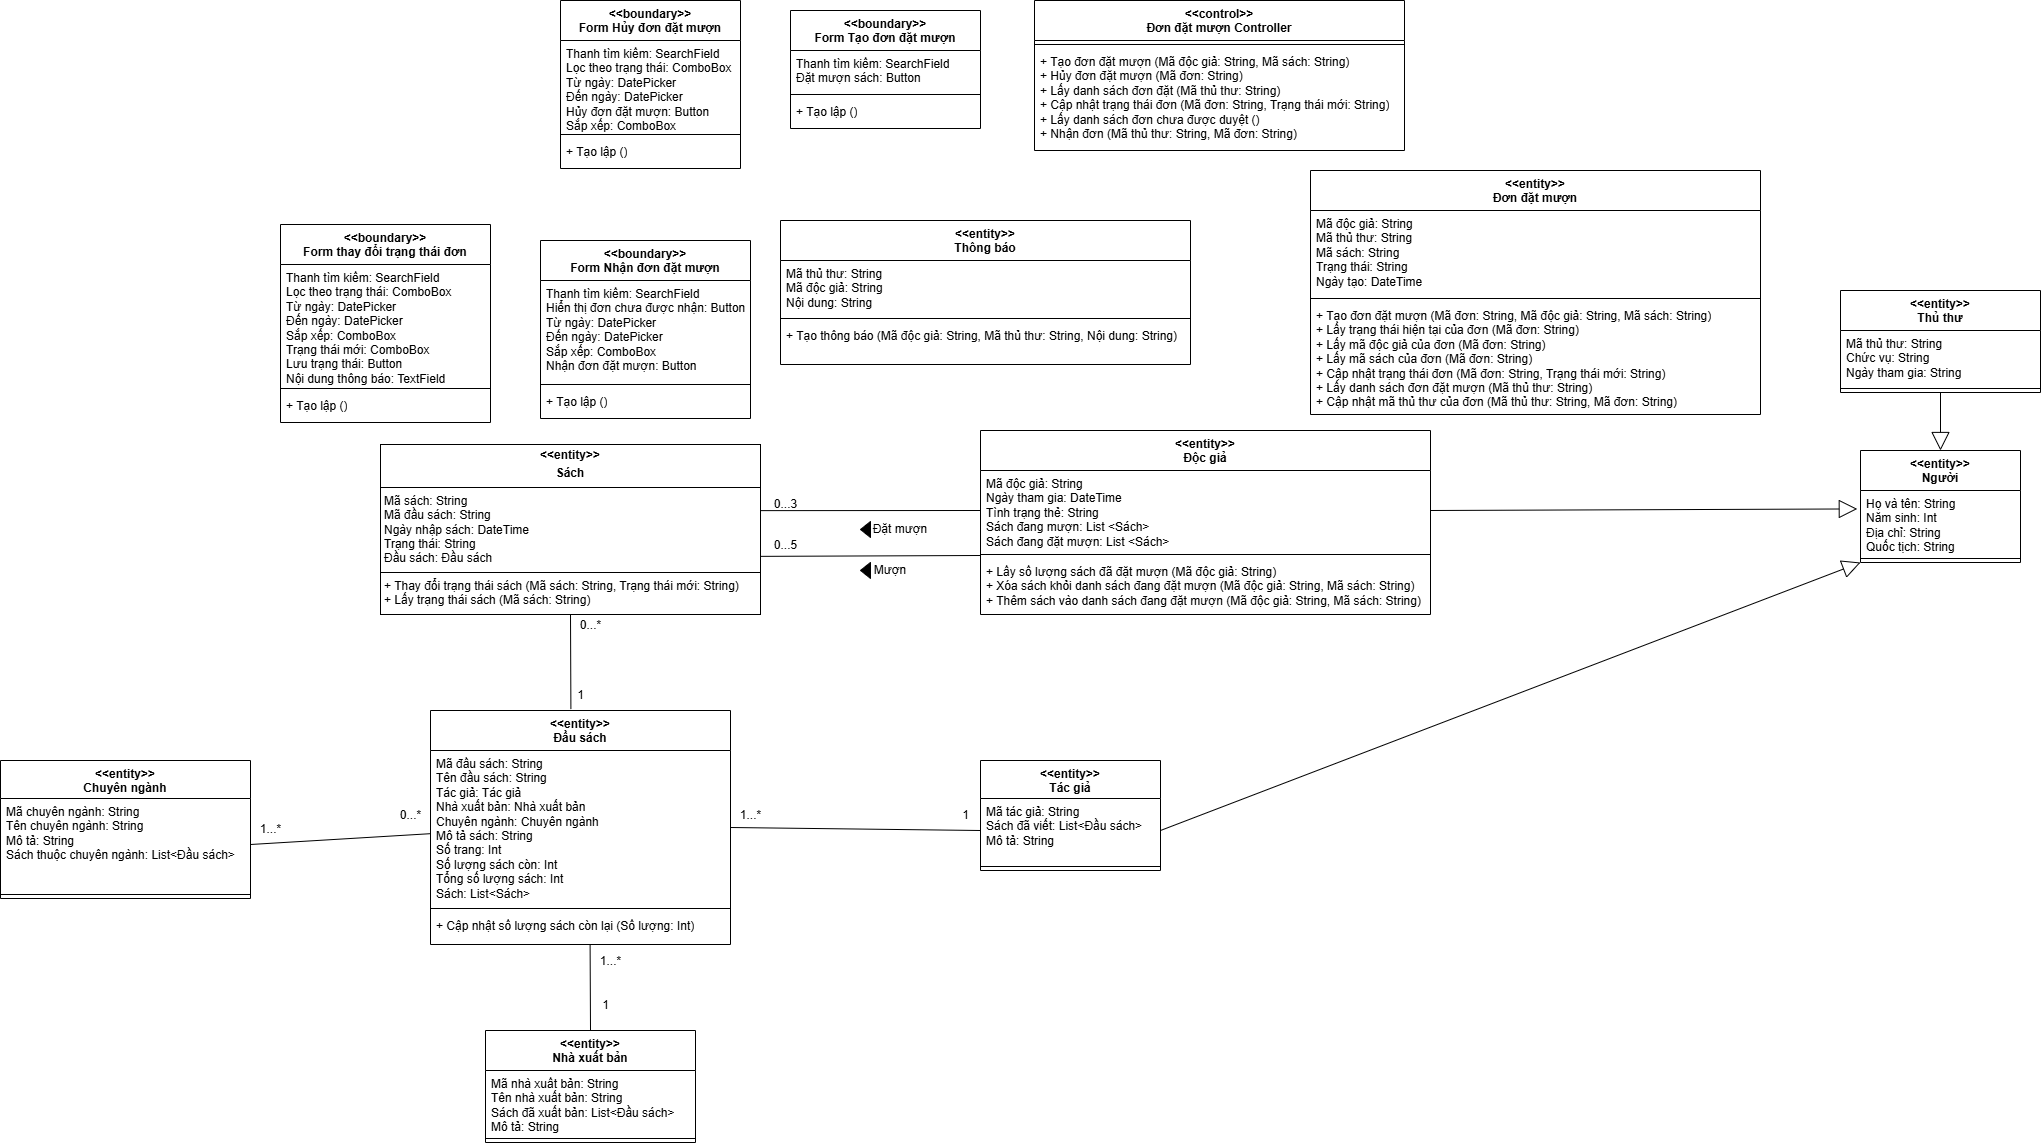 <<boundary>>
Form Hủy đơn đặt mượn
Thanh tìm kiếm: SearchField
Lọc theo trạng thái: ComboBox
Từ ngày: DatePicker
Đến ngày: DatePicker
Hủy đơn đặt mượn: Button
Sắp xếp: ComboBox
+ Tạo lập ()
<<boundary>>
Form Tạo đơn đặt mượn
Thanh tìm kiếm: SearchField
Đặt mượn sách: Button
+ Tạo lập ()
<<control>>
Đơn đặt mượn Controller
+ Tạo đơn đặt mượn (Mã độc giả: String, Mã sách: String)
+ Hủy đơn đặt mượn (Mã đơn: String)
+ Lấy danh sách đơn đặt (Mã thủ thư: String)
+ Cập nhật trạng thái đơn (Mã đơn: String, Trạng thái mới: String)
+ Lấy danh sách đơn chưa được duyệt ()
+ Nhận đơn (Mã thủ thư: String, Mã đơn: String)
<<boundary>>
Form thay đổi trạng thái đơn
Thanh tìm kiếm: SearchField
Lọc theo trạng thái: ComboBox
Từ ngày: DatePicker
Đến ngày: DatePicker
Sắp xếp: ComboBox
Trạng thái mới: ComboBox
Lưu trạng thái: Button
Nội dung thông báo: TextField
+ Tạo lập ()
<<boundary>>
Form Nhận đơn đặt mượn
Thanh tìm kiếm: SearchField
Hiển thị đơn chưa được nhận: Button
Từ ngày: DatePicker
Đến ngày: DatePicker
Sắp xếp: ComboBox
Nhận đơn đặt mượn: Button
+ Tạo lập ()
<<entity>>
Thông báo
Mã thủ thư: String
Mã độc giả: String
Nội dung: String
+ Tạo thông báo (Mã độc giả: String, Mã thủ thư: String, Nội dung: String)
<<entity>>
Đơn đặt mượn
Mã độc giả: String
Mã thủ thư: String
Mã sách: String
Trạng thái: String
Ngày tạo: DateTime
+ Tạo đơn đặt mượn (Mã đơn: String, Mã độc giả: String, Mã sách: String)
+ Lấy trạng thái hiện tại của đơn (Mã đơn: String)
+ Lấy mã độc giả của đơn (Mã đơn: String)
+ Lấy mã sách của đơn (Mã đơn: String)
+ Cập nhật trạng thái đơn (Mã đơn: String, Trạng thái mới: String)
+ Lấy danh sách đơn đặt mượn (Mã thủ thư: String)
+ Cập nhật mã thủ thư của đơn (Mã thủ thư: String, Mã đơn: String)
<<entity>>
Thủ thư
Mã thủ thư: String
Chức vụ: String
Ngày tham gia: String
<<entity>>
Sách
Mã sách: String
Mã đầu sách: String
Ngày nhập sách: DateTime
Trạng thái: String
Đầu sách: Đầu sách
+ Thay đổi trạng thái sách (Mã sách: String, Trạng thái mới: String)
+ Lấy trạng thái sách (Mã sách: String)
0...3
Đặt mượn
0...5
Mượn
<<entity>>
Độc giả
Mã độc giả: String
Ngày tham gia: DateTime
Tình trạng thẻ: String
Sách đang mượn: List <Sách>
Sách đang đặt mượn: List <Sách>
+ Lây số lượng sách đã đặt mượn (Mã độc giả: String)
+ Xóa sách khỏi danh sách đang đặt mượn (Mã độc giả: String, Mã sách: String)
+ Thêm sách vào danh sách đang đặt mượn (Mã độc giả: String, Mã sách: String)
<<entity>>
Người
Họ và tên: String
Năm sinh: Int
Địa chỉ: String
Quốc tịch: String
0...*
1
<<entity>>
Chuyên ngành
Mã chuyên ngành: String
Tên chuyên ngành: String
Mô tả: String
Sách thuộc chuyên ngành: List<Đầu sách>
1...*
0...*
<<entity>>
Đầu sách
Mã đầu sách: String
Tên đầu sách: String
Tác giả: Tác giả
Nhà xuất bản: Nhà xuất bản
Chuyên ngành: Chuyên ngành
Mô tả sách: String
Số trang: Int
Số lượng sách còn: Int
Tổng số lượng sách: Int
Sách: List<Sách>
+ Cập nhật số lượng sách còn lại (Số lượng: Int)
1...*
1
<<entity>>
Tác giả
Mã tác giả: String
Sách đã viết: List<Đầu sách>
Mô tả: String
1...*
1
<<entity>>
Nhà xuất bản
Mã nhà xuất bản: String
Tên nhà xuất bản: String
Sách đã xuất bản: List<Đầu sách>
Mô tả: String